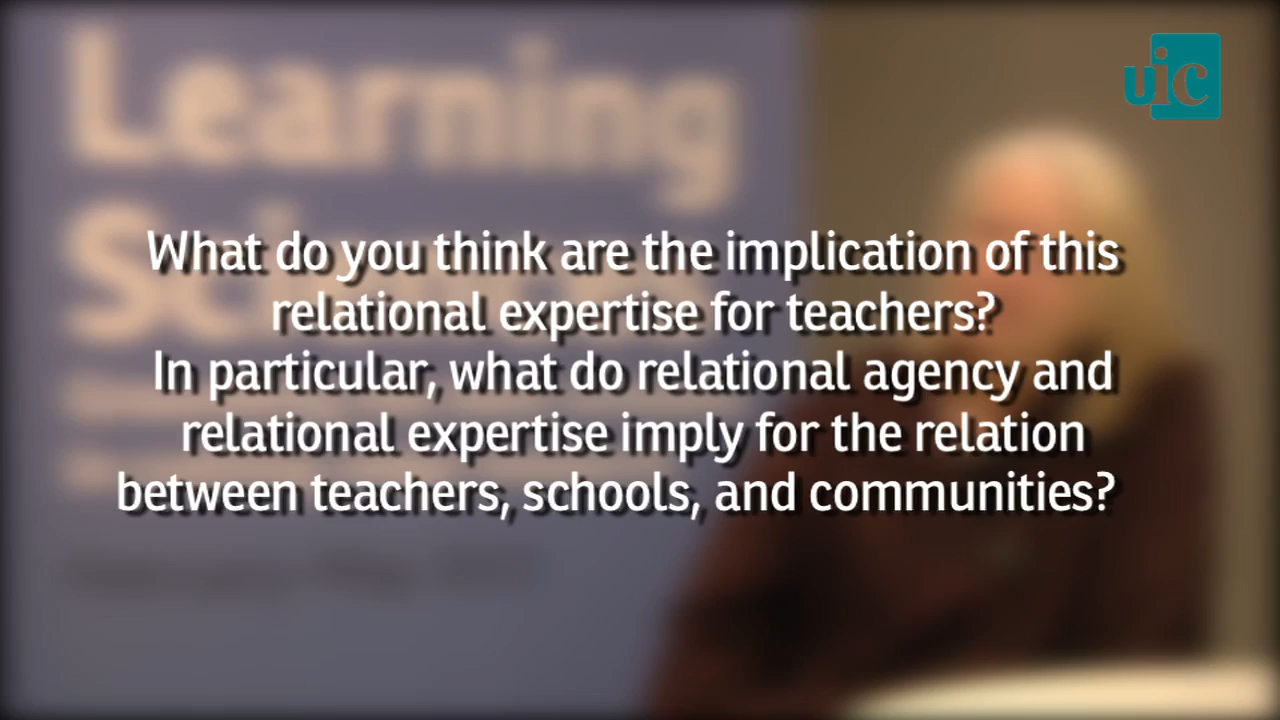 Learning
uic
What do you think are the implication of this
relational expertise for teachers?
In particular, what do relational agency and
relational expertise imply for the relation
between teachers, schools, and communities?